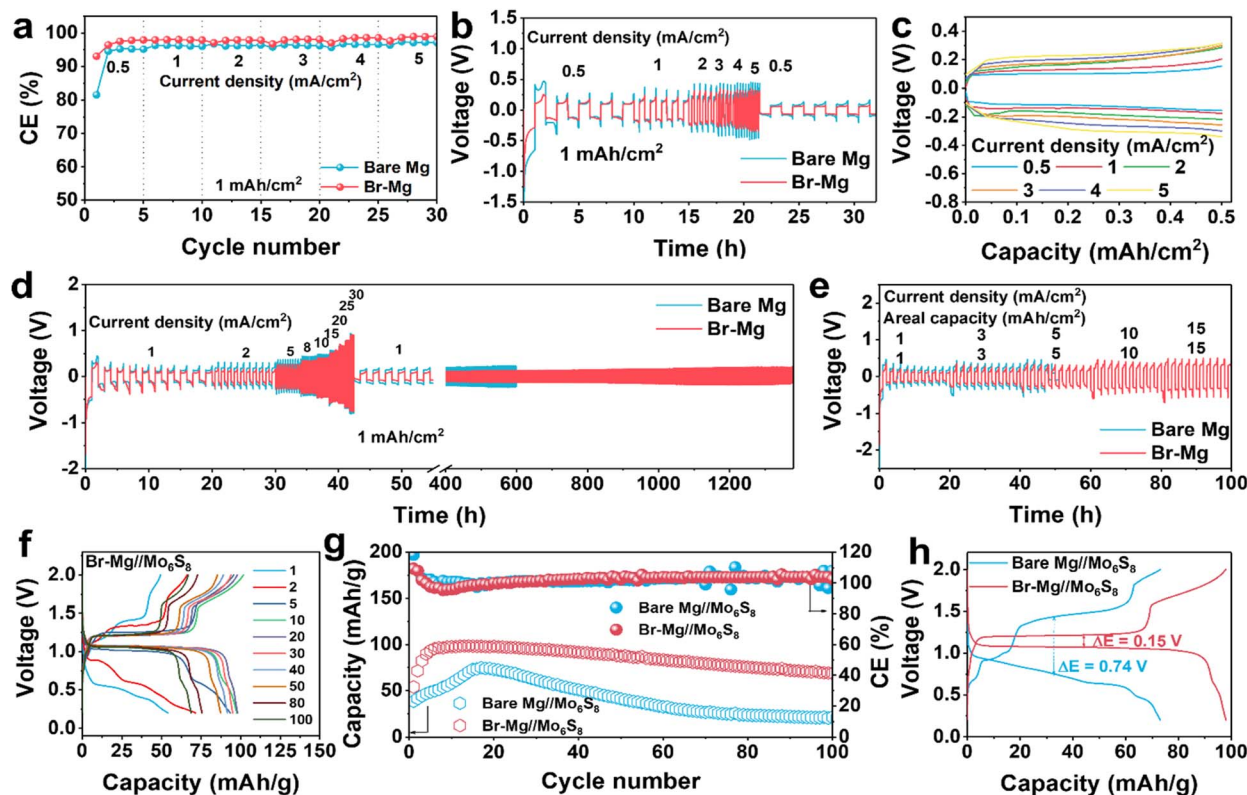 a
CE (%)
100
90
80
70
60
50
0.5 1 2 3 4 5
Current density (mA/cm²)
Bare Mg
Br-Mg
1 mAh/cm²
0 5 10 15 20 25 30
Cycle number
b
Voltage (V)
1.5
1.0
0.5
0.0
-0.5
-1.0
-1.5
Current density (mA/cm²)
0.5 1 2 3 4 5 0.5
1 mAh/cm²
Bare Mg
Br-Mg
0 5 10 15 20 25 30
Time (h)
c
Voltage (V)
0.4
0.2
0.0
-0.2
-0.4
-0.6
-0.8
Current density (mA/cm²)
0.5 1 2
3 4 5
0.0 0.1 0.2 0.3 0.4 0.5
Capacity (mAh/cm²)
d
Voltage (V)
2
1
0
-1
-2
Current density (mA/cm²)
1 2 5 8 10 15 20 25 30 1
1 mAh/cm²
Bare Mg
Br-Mg
0 10 20 30 40 50 400 600 800 1000 1200
Time (h)
e
Voltage (V)
2
1
0
-1
-2
Current density (mA/cm²)
Areal capacity (mAh/cm²)
1 3 5 10 15
1 3 5 10 15
Bare Mg
Br-Mg
0 20 40 60 80 100
Time (h)
f
Voltage (V)
2.4
1.8
1.2
0.6
0.0
Br-Mg//Mo₆S₈
1
2
5
10
20
30
40
50
80
100
0 25 50 75 100 125 150
Capacity (mAh/g)
g
Capacity (mAh/g)
200
150
100
50
0
CE (%)
120
100
80
60
40
20
0
Bare Mg//Mo₆S₈
Br-Mg//Mo₆S₈
Bare Mg//Mo₆S₈
Br-Mg//Mo₆S₈
20 40 60 80 100
Cycle number
h
Voltage (V)
2.0
1.5
1.0
0.5
0.0
Bare Mg//Mo₆S₈
Br-Mg//Mo₆S₈
ΔE = 0.15 V
ΔE = 0.74 V
0 20 40 60 80 100
Capacity (mAh/g)